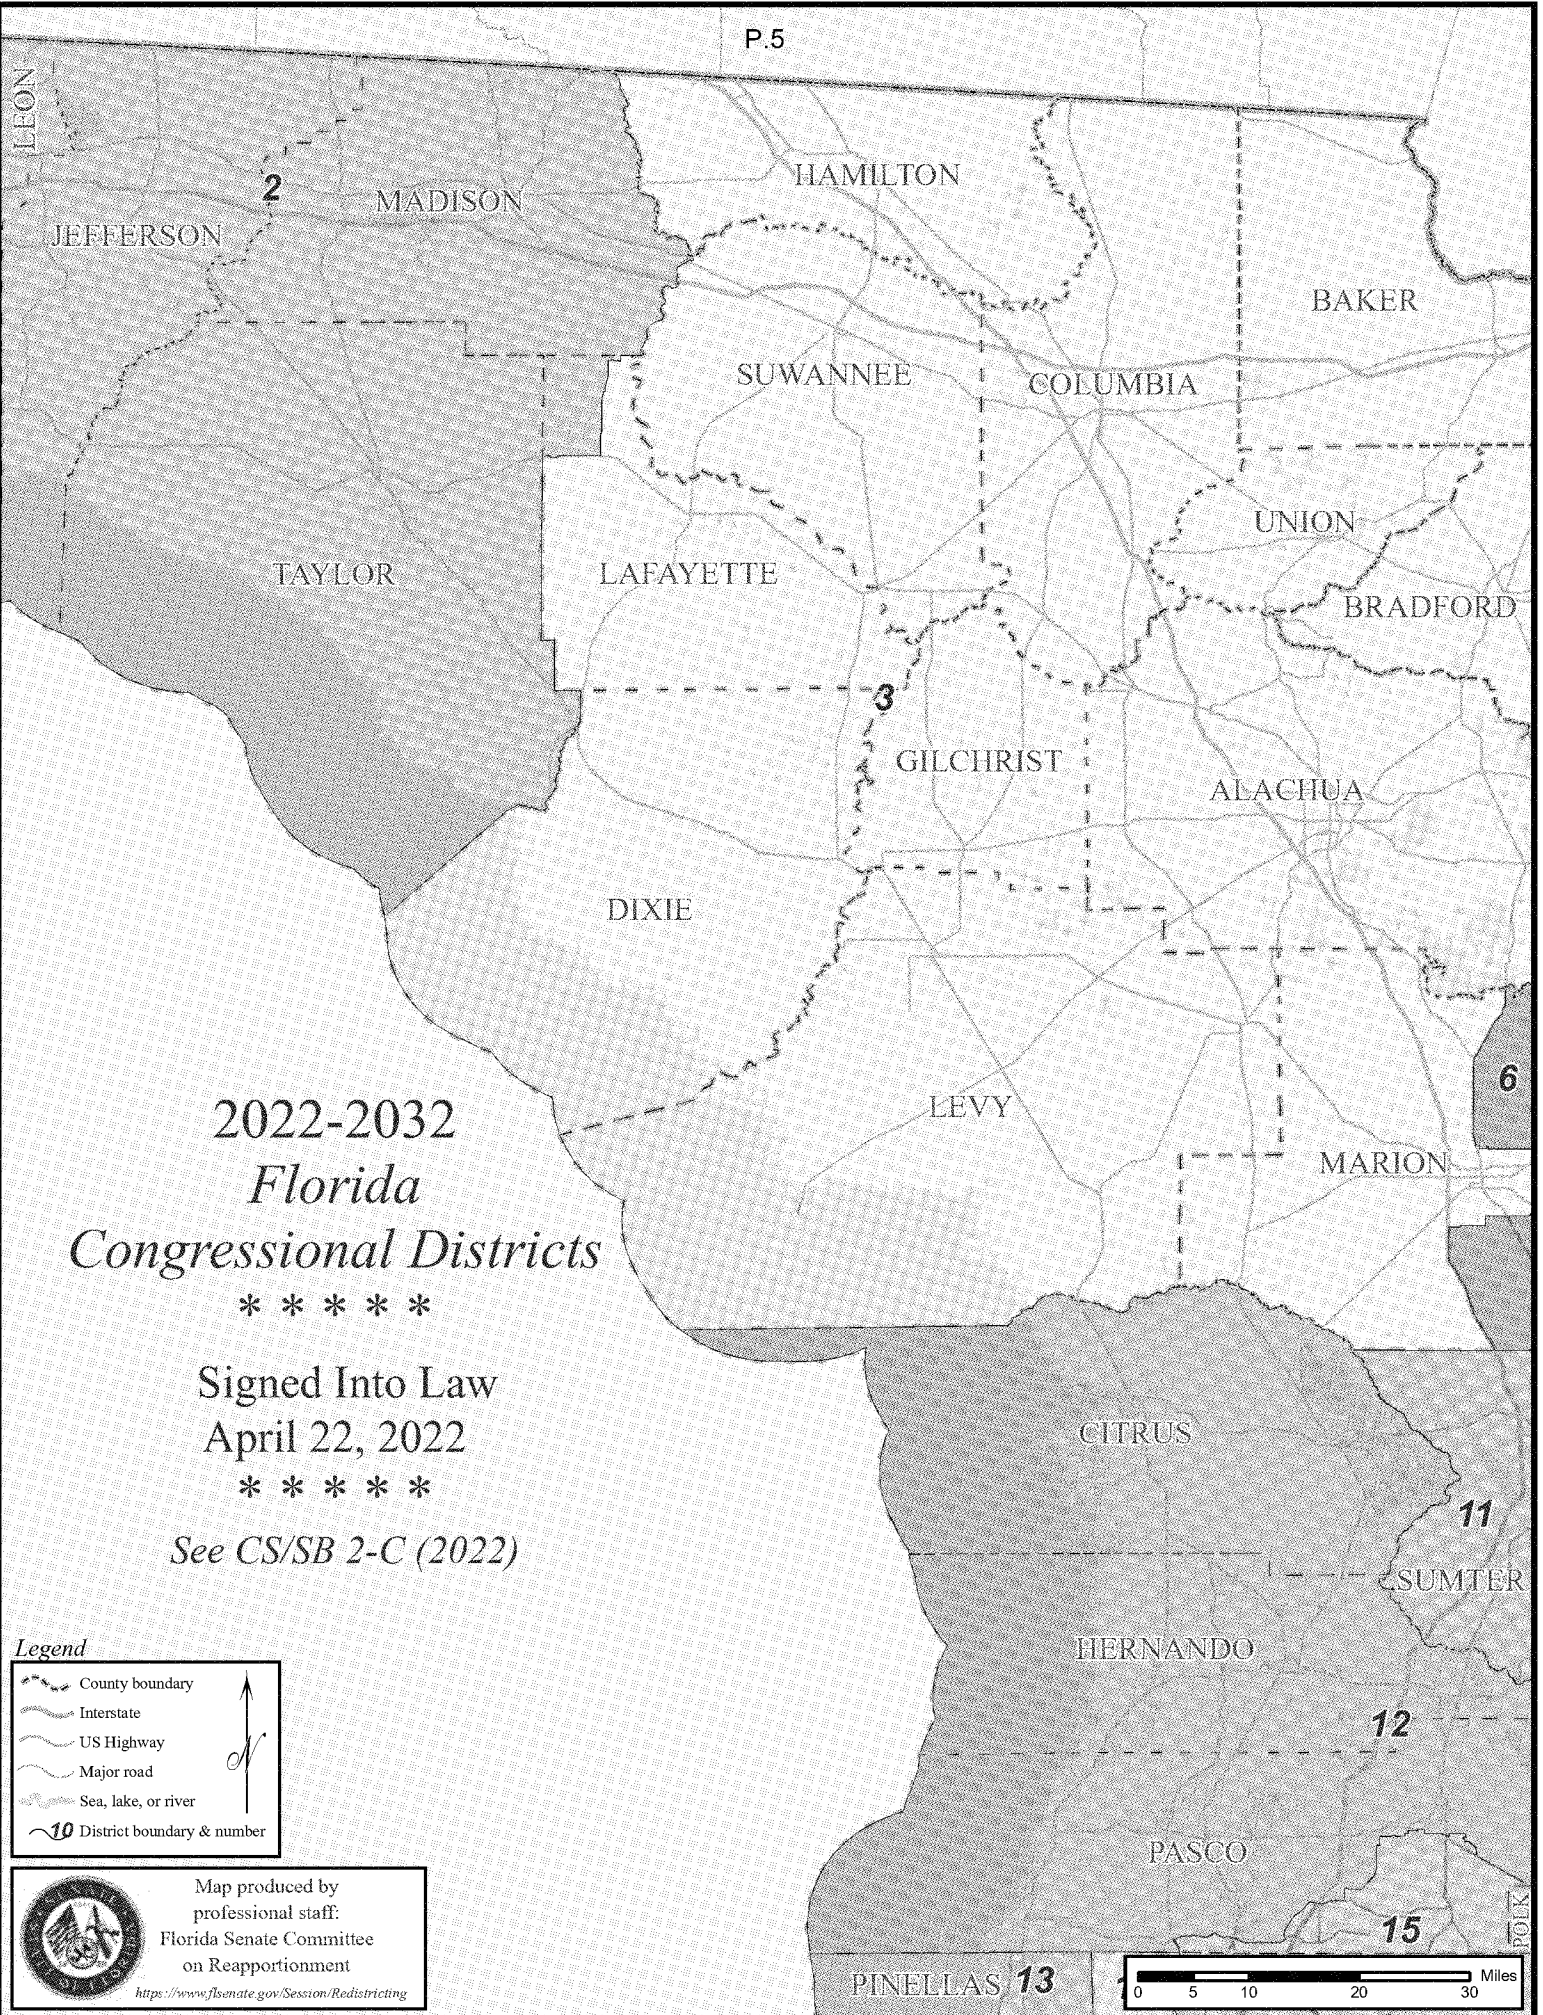 P.5
LEON
HAMILTON
2
MADISON
JEFFERSON
BAKER
SUWANNEE
COLUMBIA
UNION
TAYLOR
LAFAYETTE
BRADFORD
3
GILCHRIST
ALACHUA
DIXIE
6
LEVY
MARION
2022-2032
Florida
Congressional Districts
* * * * *
Signed Into Law
April 22, 2022
* * * * *
See CS/SB 2-C (2022)
CITRUS
11
SUMTER
HERNANDO
12
PASCO
15
POLK
PINELLAS 13
Legend
County boundary
Interstate
US Highway
Major road
Sea, lake, or river
10 District boundary & number
N
Map produced by
professional staff:
Florida Senate Committee
on Reapportionment
https://www.flsenate.gov/Session/Redistricting
Miles
0 5 10 20 30